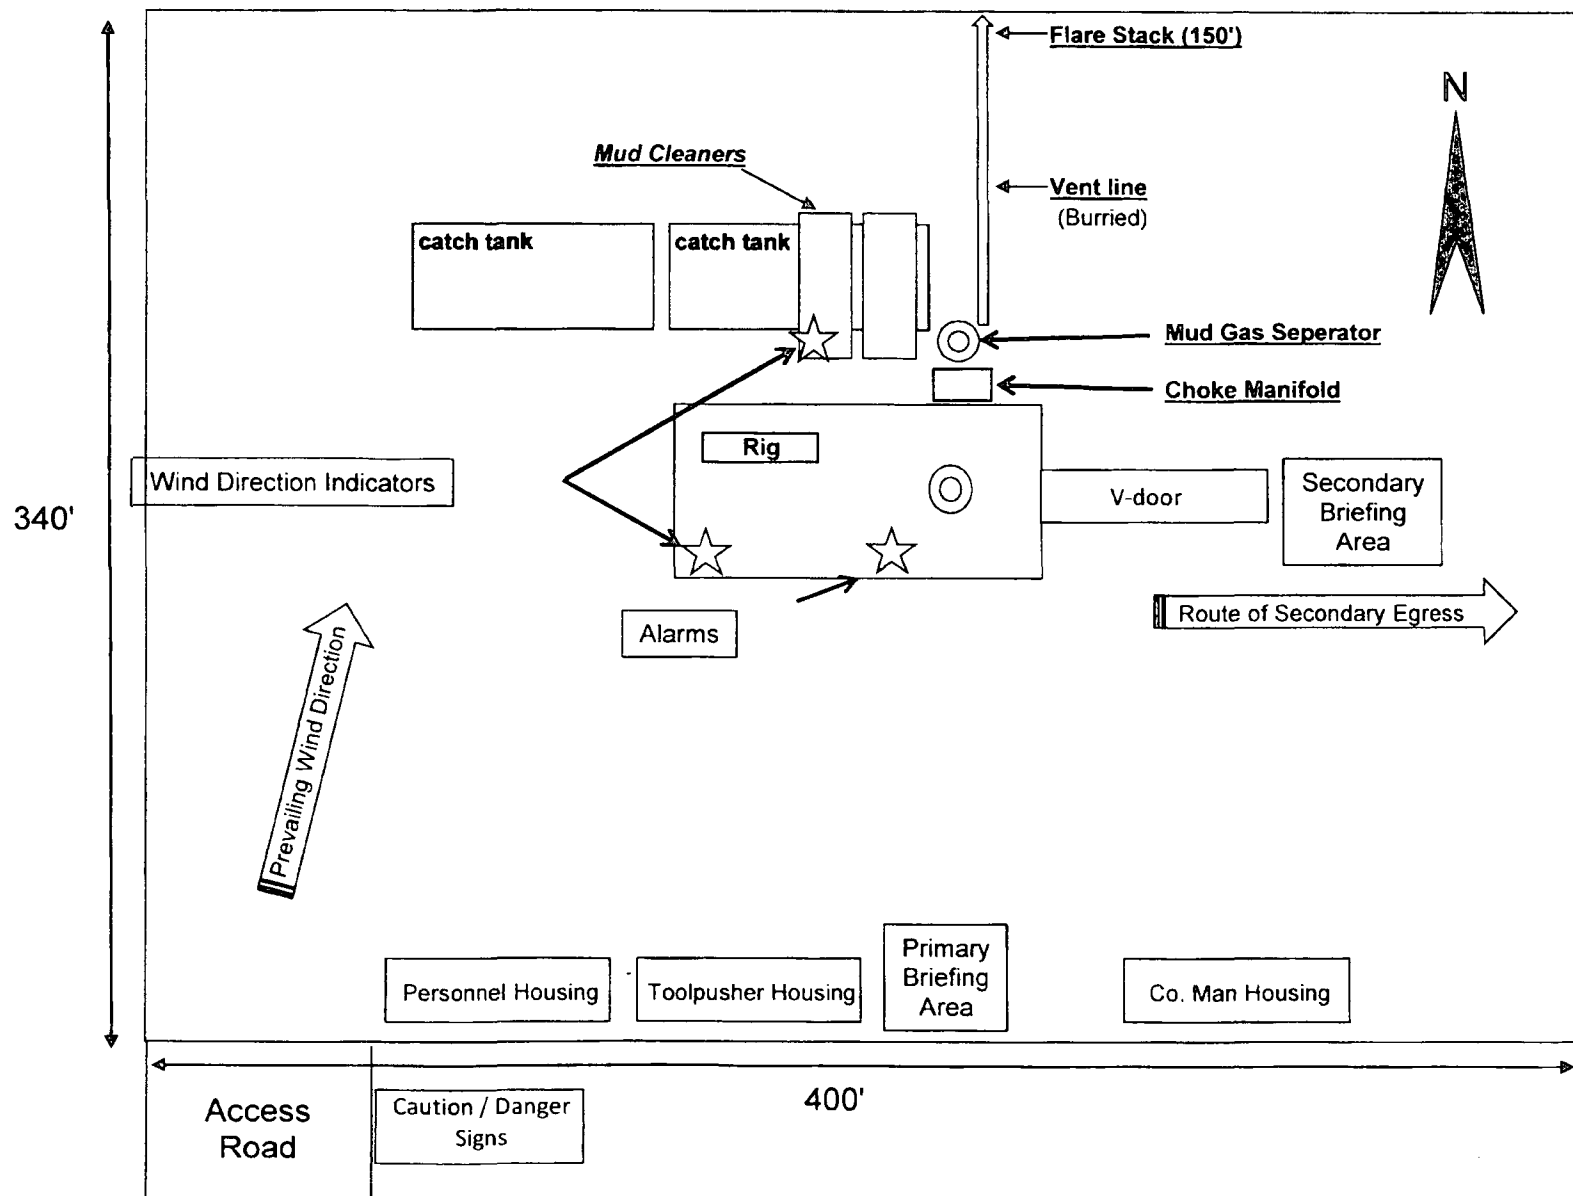 Flare Stack (150')
N
Mud Cleaners
Vent line
(Burried)
catch tank
catch tank
Mud Gas Seperator
Choke Manifold
Rig
Wind Direction Indicators
V-door
Secondary
Briefing
Area
340'
Route of Secondary Egress
Alarms
Prevailing Wind Direction
Primary
Briefing
Area
Personnel Housing
Toolpusher Housing
Co. Man Housing
400'
Access
Road
Caution / Danger
Signs